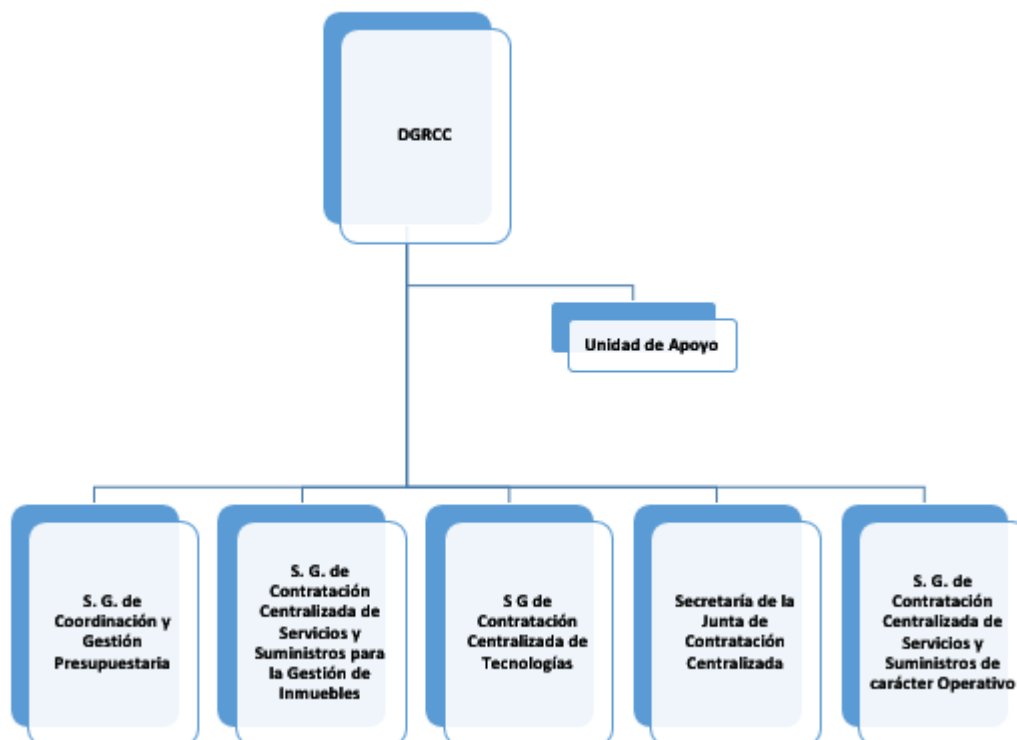 DGRCC
Unidad de Apoyo
S. G. de
Coordinación y
Gestión
Presupuestaria
S. G. de
Contratación
Centralizada de
Servicios y
Suministros para
la Gestión de
Inmuebles
S G de
Contratación
Centralizada de
Tecnologías
Secretaría de la
Junta de
Contratación
Centralizada
S. G. de
Contratación
Centralizada de
Servicios y
Suministros de
carácter Operativo